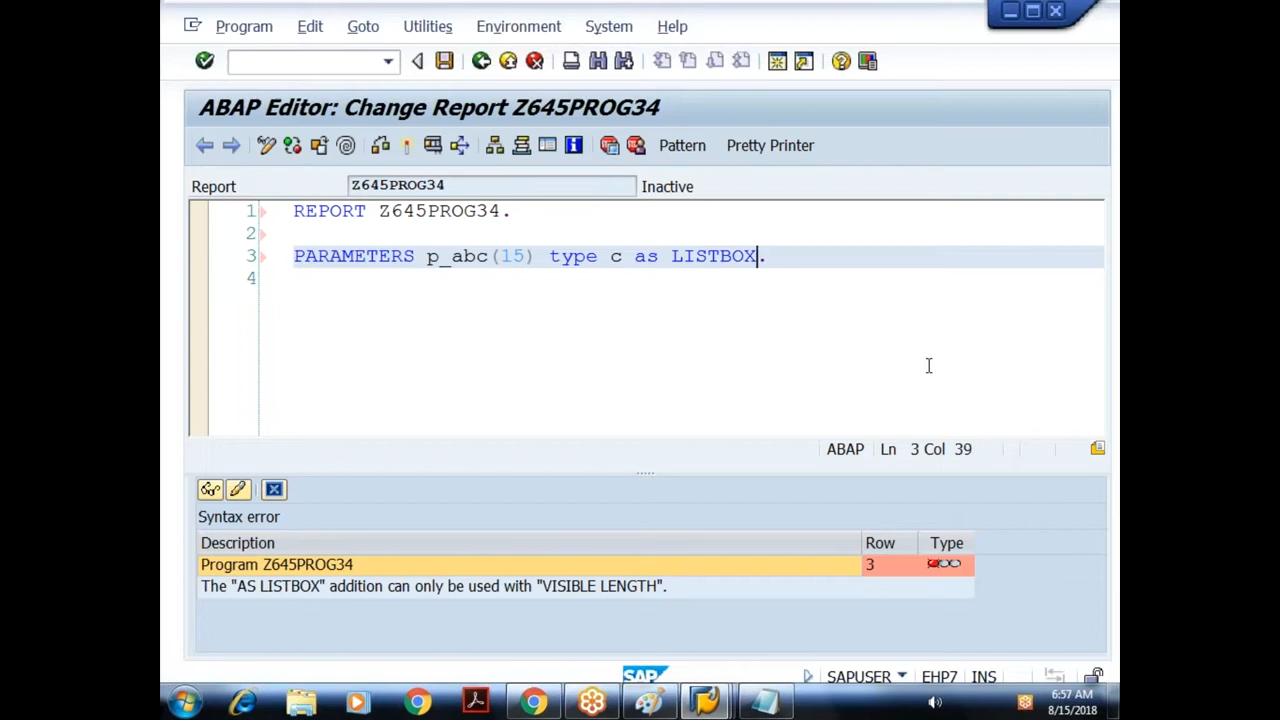 Program Edit Goto Utilities Environment System Help
ABAP Editor: Change Report Z645PROG34
Pattern Pretty Printer
Report Z645PROG34 Inactive
1 REPORT Z645PROG34.
2
3 PARAMETERS p_abc(15) type c as LISTBOX.
4
ABAP Ln 3 Col 39
Syntax error
Description Row Type
Program Z645PROG34 3
The "AS LISTBOX" addition can only be used with "VISIBLE LENGTH".
SAP SAPUSER EHP7 INS
6:57 AM
8/15/2018